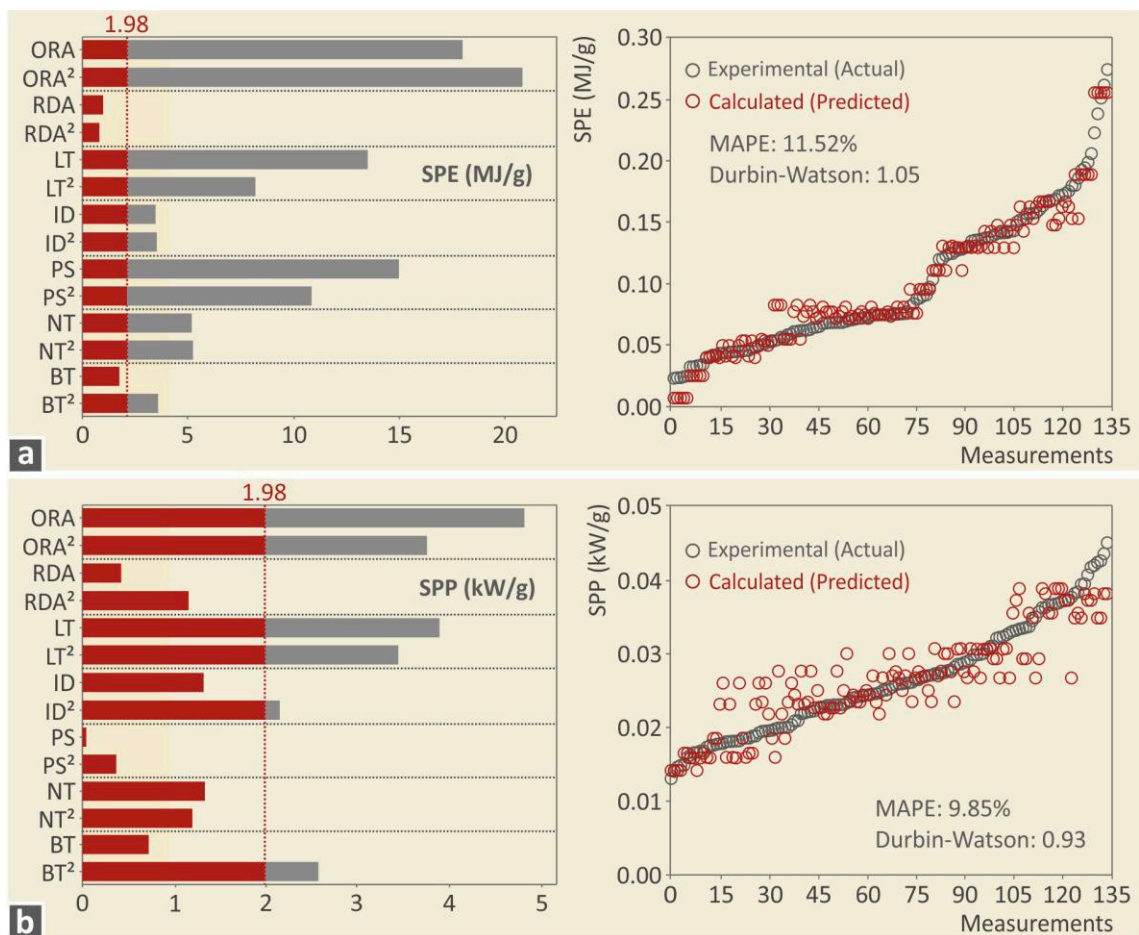 1.98
ORA
ORA²
RDA
RDA²
LT
LT²
ID
ID²
PS
PS²
NT
NT²
BT
BT²
SPE (MJ/g)
0 5 10 15 20
a
SPE (MJ/g)
0.30
0.25
0.20
0.15
0.10
0.05
0.00
Experimental (Actual)
Calculated (Predicted)
MAPE: 11.52%
Durbin-Watson: 1.05
0 15 30 45 60 75 90 105 120 135
Measurements
1.98
ORA
ORA²
RDA
RDA²
LT
LT²
ID
ID²
PS
PS²
NT
NT²
BT
BT²
SPP (kW/g)
0 1 2 3 4 5
b
SPP (kW/g)
0.05
0.04
0.03
0.02
0.01
0.00
Experimental (Actual)
Calculated (Predicted)
MAPE: 9.85%
Durbin-Watson: 0.93
0 15 30 45 60 75 90 105 120 135
Measurements